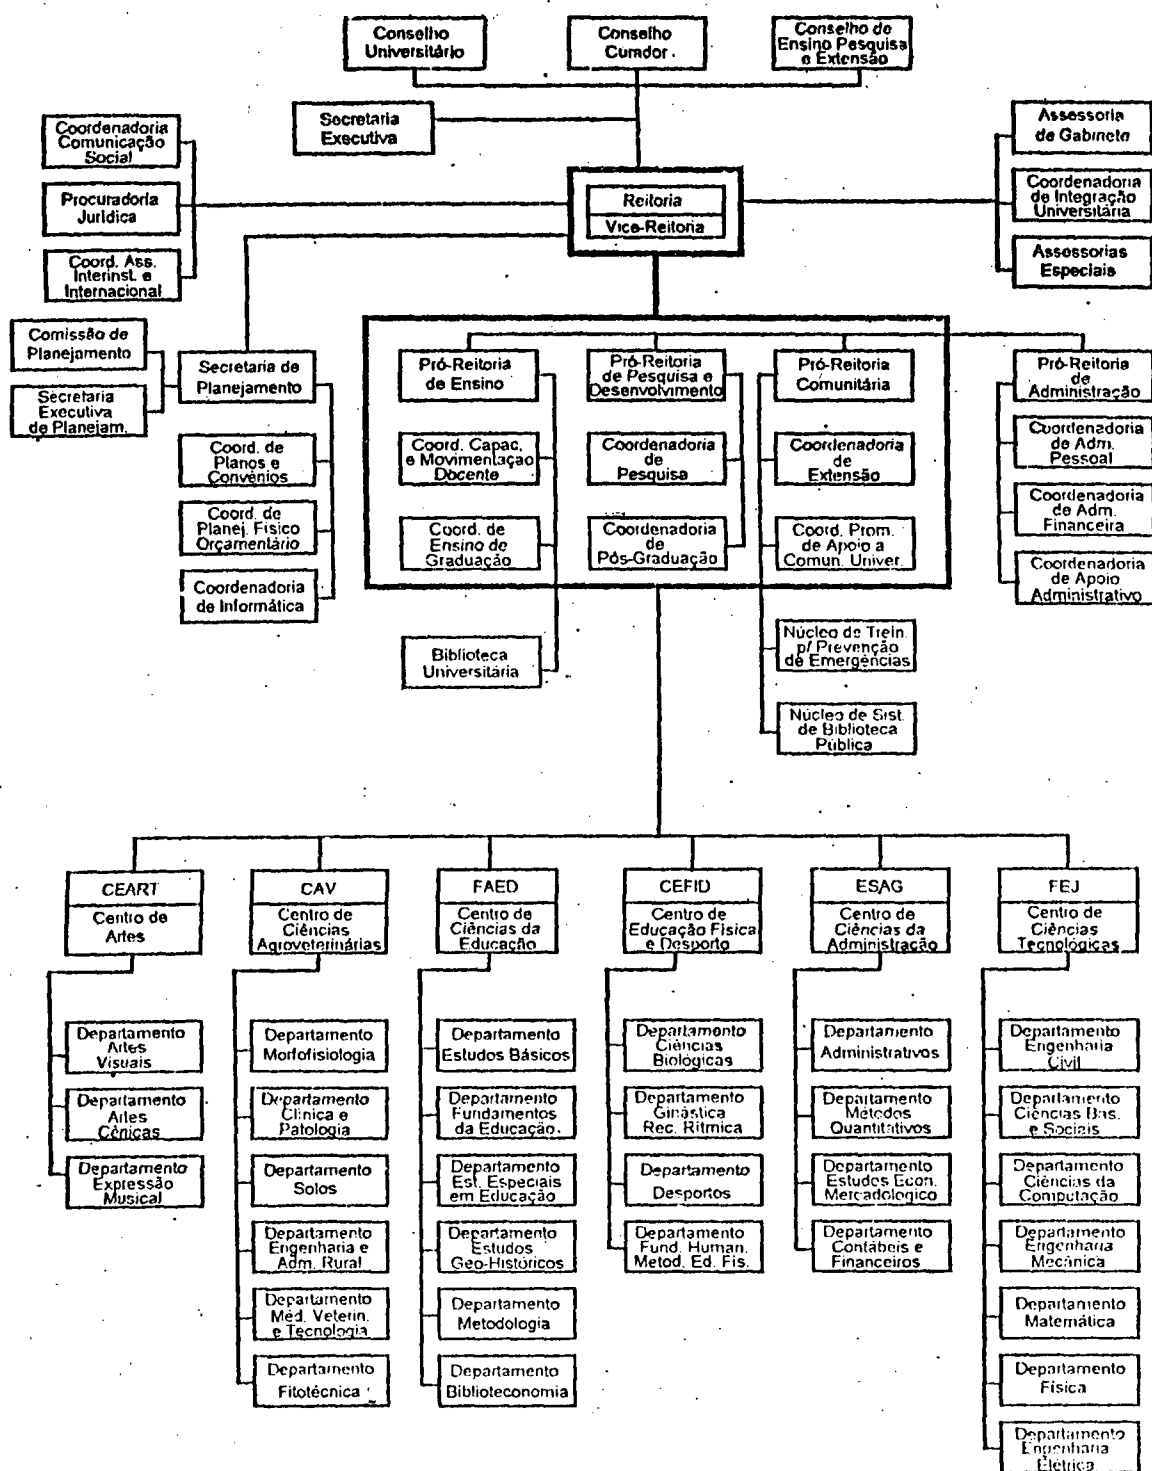 Conselho
Universitário
Conselho
Curador
Conselho de
Ensino Pesquisa
e Extensão
Secretaria
Executiva
Coordenadoria
Comunicação
Social
Procuradoria
Jurídica
Coord. Ass.
Interinst. e
Internacional
Reitoria
Vice-Reitoria
Assessoria
de Gabinete
Coordenadoria
de Integração
Universitária
Assessorias
Especiais
Comissão de
Planejamento
Secretaria
Executiva
de Planejam.
Secretaria de
Planejamento
Coord. de
Planos e
Convênios
Coord. de
Planej. Físico
Orçamentário
Coordenadoria
de Informática
Pró-Reitoria
de Ensino
Coord. Capac.
e Movimentação
Docente
Coord. de
Ensino de
Graduação
Biblioteca
Universitária
Pró-Reitoria
de Pesquisa e
Desenvolvimento
Coordenadoria
de
Pesquisa
Coordenadoria
de
Pós-Graduação
Pró-Reitoria
Comunitária
Coordenadoria
de
Extensão
Coord. Prom.
de Apoio a
Comun. Univer.
Núcleo de Trein.
p/ Prevenção
de Emergências
Núcleo de Sist.
de Biblioteca
Pública
Pró-Reitoria
de
Administração
Coordenadoria
de Adm.
Pessoal
Coordenadoria
de Adm.
Financeira
Coordenadoria
de Apoio
Administrativo
CEART
Centro de
Artes
Departamento
Artes
Visuais
Departamento
Artes
Cênicas
Departamento
Expressão
Musical
CAV
Centro de
Ciências
Agroveterinárias
Departamento
Morfofisiologia
Departamento
Clínica e
Patologia
Departamento
Solos
Departamento
Engenharia e
Adm. Rural
Departamento
Méd. Veterin.
e Tecnologia
Departamento
Fitotécnica
FAED
Centro de
Ciências da
Educação
Departamento
Estudos Básicos
Departamento
Fundamentos
da Educação
Departamento
Est. Especiais
em Educação
Departamento
Estudos
Geo-Históricos
Departamento
Metodologia
Departamento
Biblioteconomia
CEFID
Centro de
Educação Física
e Desporto
Departamento
Ciências
Biológicas
Departamento
Ginástica
Rec. Rítmica
Departamento
Desportos
Departamento
Fund. Human.
Metod. Ed. Fis.
ESAG
Centro de
Ciências da
Administração
Departamento
Administrativos
Departamento
Métodos
Quantitativos
Departamento
Estudos Econ.
Mercadologico
Departamento
Contábeis e
Financeiros
FEJ
Centro de
Ciências
Tecnológicas
Departamento
Engenharia
Civil
Departamento
Ciências Bas.
e Sociais
Departamento
Ciências da
Computação
Departamento
Engenharia
Mecânica
Departamento
Matemática
Departamento
Física
Departamento
Engenharia
Elétrica